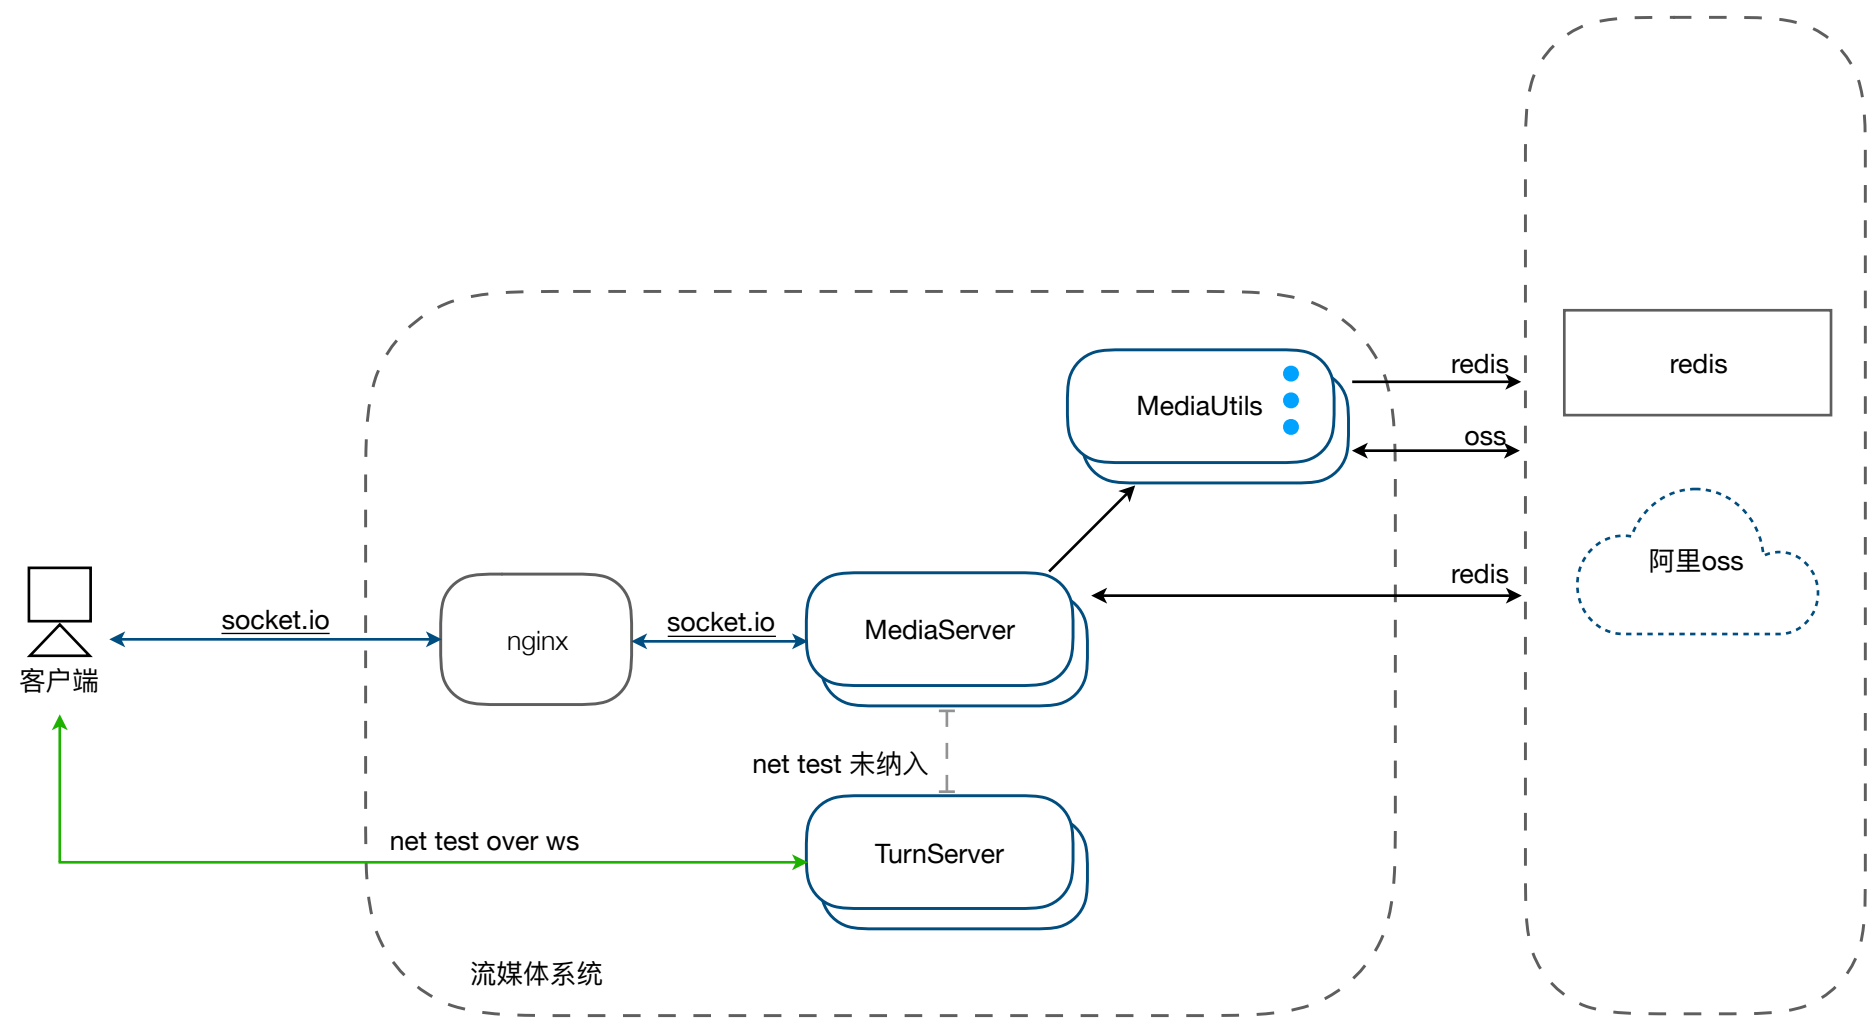 redis
redis
MediaUtils
oss
阿里oss
redis
socket.io
socket.io
MediaServer
nginx
客户端
net test 未纳入
net test over ws
TurnServer
流媒体系统